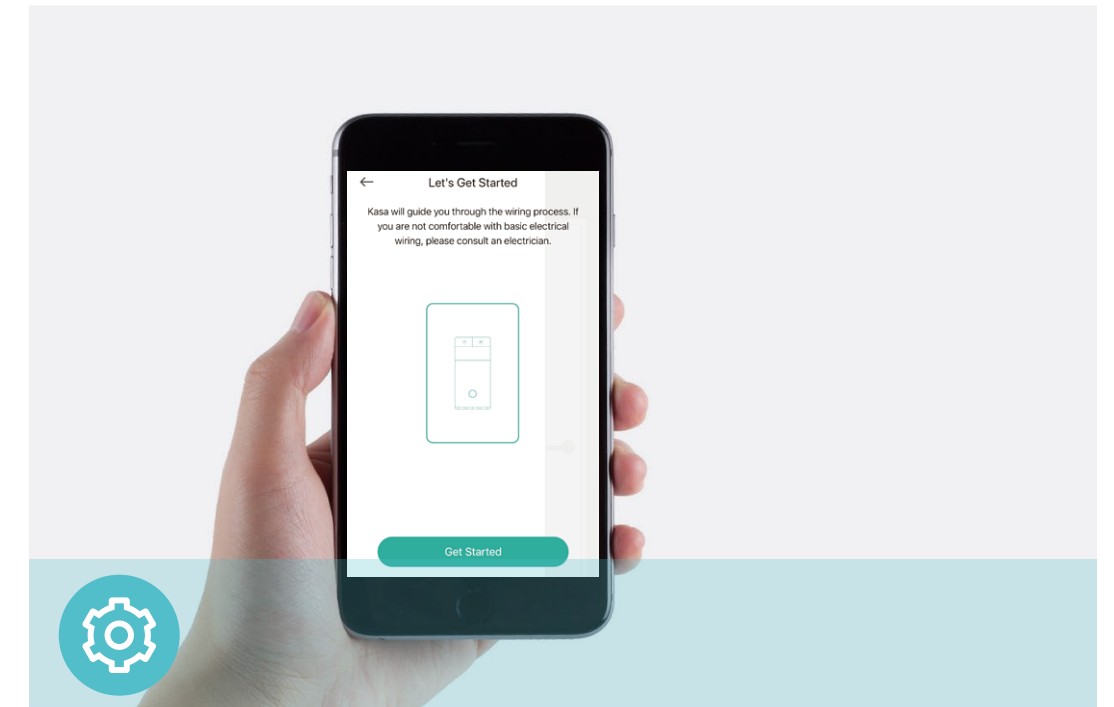 Let's Get Started
Kasa will guide you through the wiring process. If
you are not comfortable with basic electrical
wiring, please consult an electrician.
Get Started